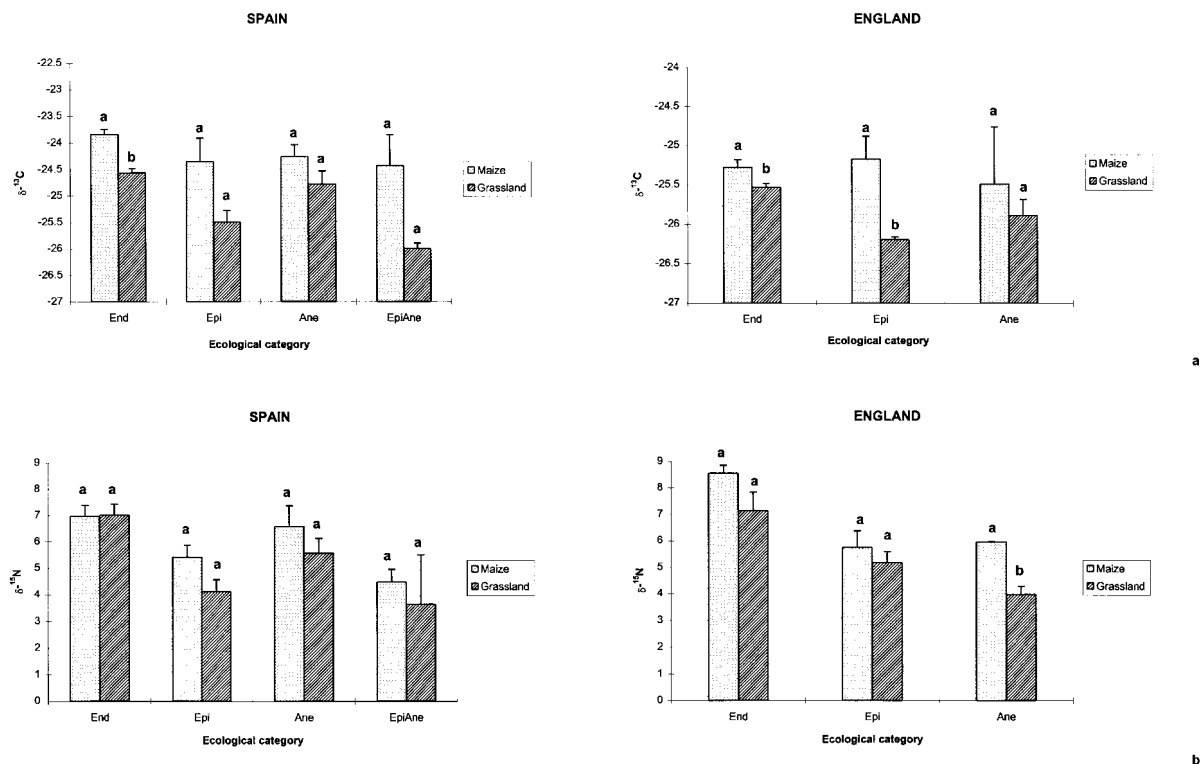 SPAIN
-22.5
-23
-23.5
-24
-24.5
-25
-25.5
-26
-26.5
-27
δ-¹³C
a
b
a
a
a
a
a
a
Maize
Grassland
End
Epi
Ane
EpiAne
Ecological category
ENGLAND
-24
-24.5
-25
-25.5
-26
-26.5
-27
δ-¹³C
a
b
a
b
a
a
Maize
Grassland
End
Epi
Ane
Ecological category
a
SPAIN
9
8
7
6
5
4
3
2
1
0
δ-¹⁵N
a
a
a
a
a
a
a
a
Maize
Grassland
End
Epi
Ane
EpiAne
Ecological category
ENGLAND
9
8
7
6
5
4
3
2
1
0
δ-¹⁵N
a
a
a
a
a
b
Maize
Grassland
End
Epi
Ane
Ecological category
b